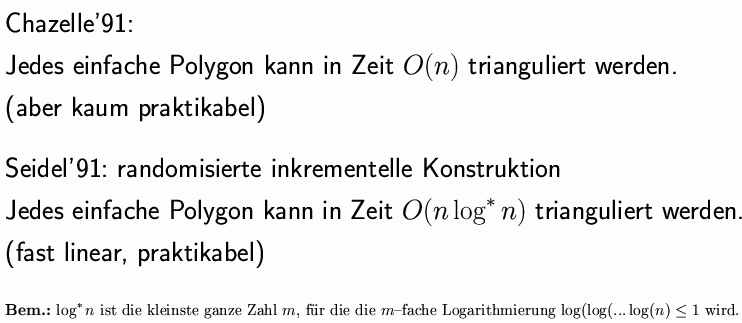 Chazelle'91:
Jedes einfache Polygon kann in Zeit O(n) trianguliert werden.
(aber kaum praktikabel)
Seidel'91: randomisierte inkrementelle Konstruktion
Jedes einfache Polygon kann in Zeit O(n log* n) trianguliert werden.
(fast linear, praktikabel)
Bem.: log* n ist die kleinste ganze Zahl m, für die die m–fache Logarithmierung log(log(... log(n) ≤ 1 wird.